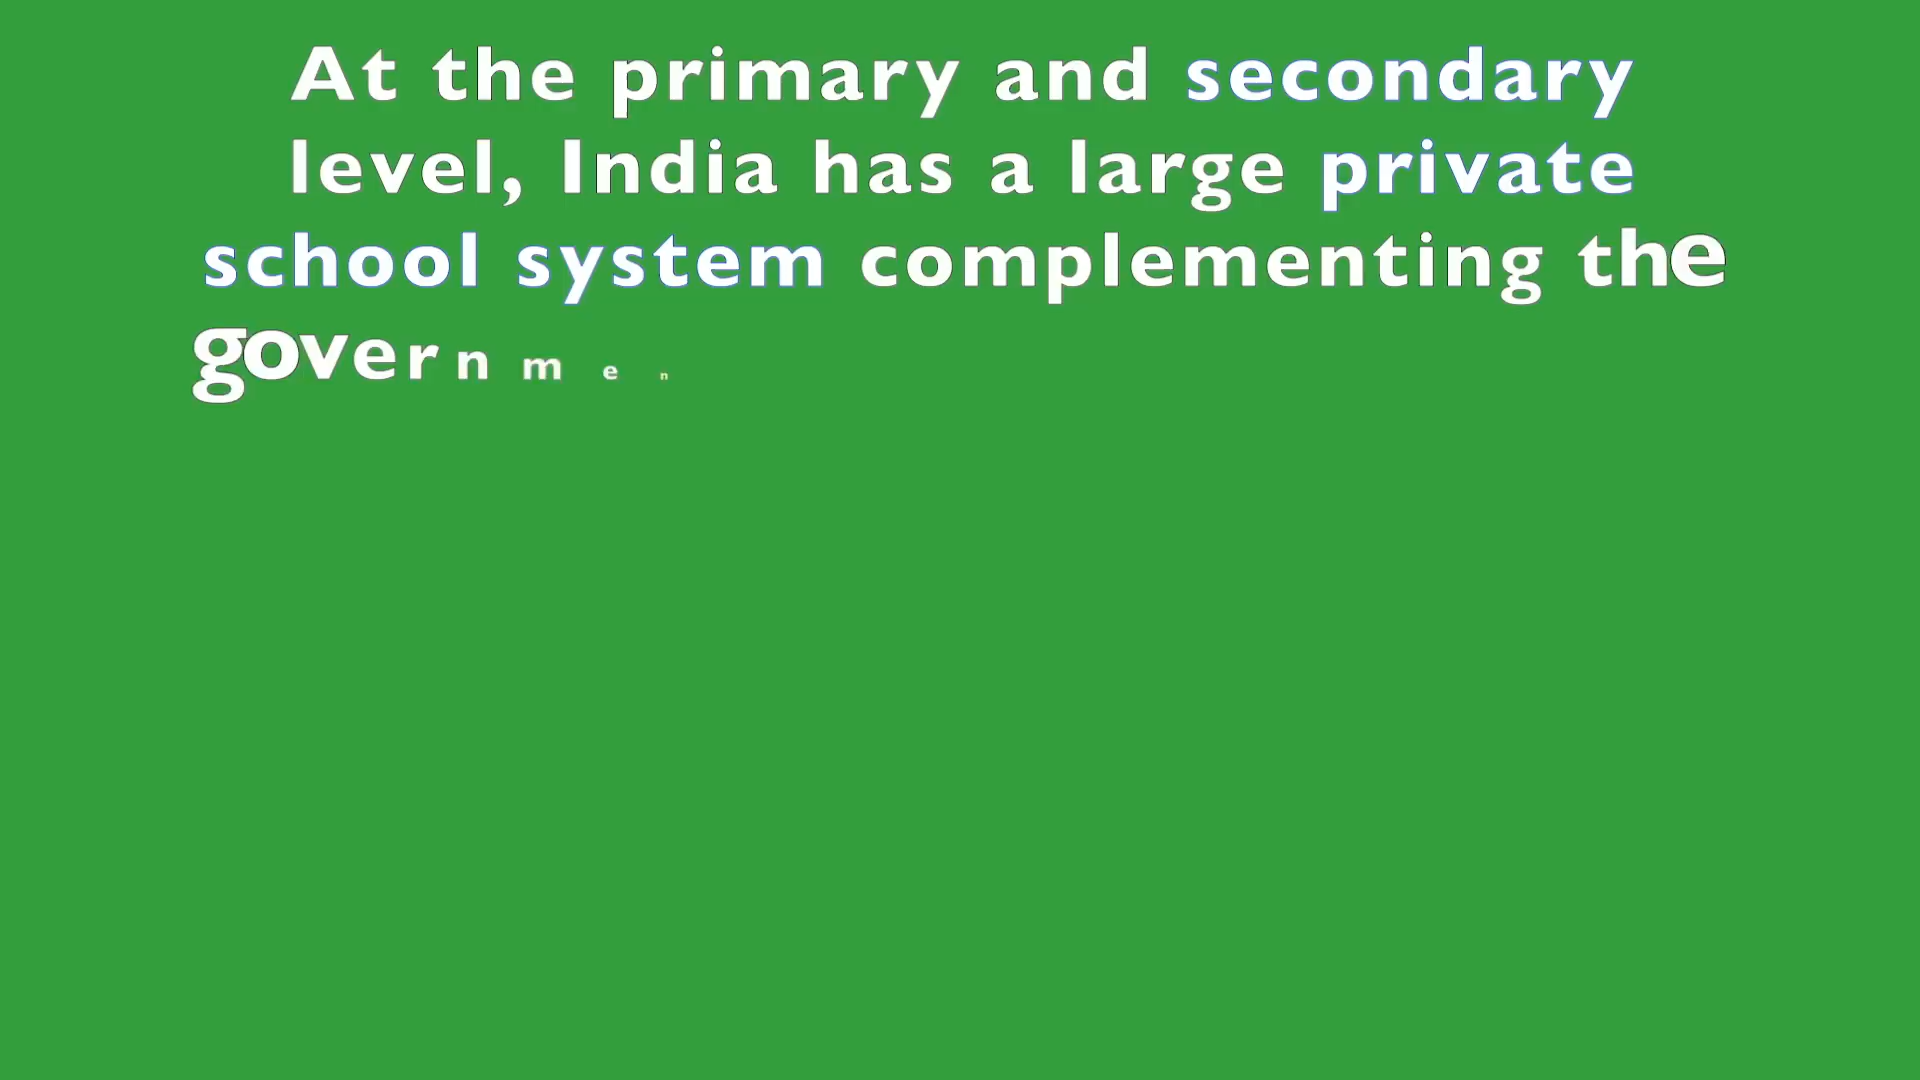 At the primary and secondary
level, India has a large private
school system complementing the
governmen